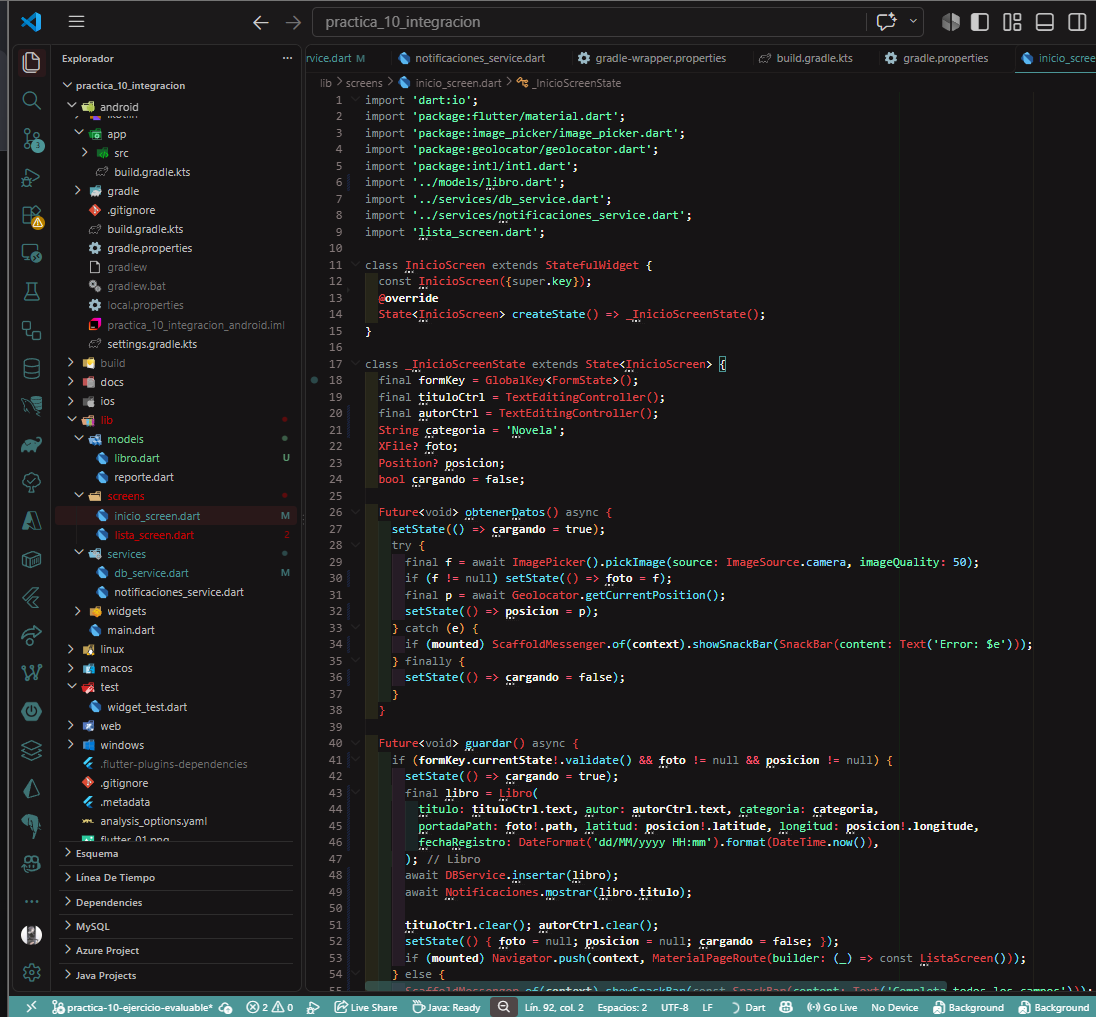 practica_10_integracion
Explorador
rvice.dart M
notificaciones_service.dart
gradle-wrapper.properties
build.gradle.kts
gradle.properties
inicio_scree
lib > screens > inicio_screen.dart > _InicioScreenState
practica_10_integracion
android
app
src
build.gradle.kts
gradle
.gitignore
build.gradle.kts
gradle.properties
gradlew
gradlew.bat
local.properties
practica_10_integracion_android.iml
settings.gradle.kts
build
docs
ios
lib
models
libro.dart U
reporte.dart
screens
inicio_screen.dart M
lista_screen.dart 2
services
db_service.dart M
notificaciones_service.dart
widgets
main.dart
linux
macos
test
widget_test.dart
web
windows
.flutter-plugins-dependencies
.gitignore
.metadata
analysis_options.yaml
flutter_01.png
Esquema
Línea De Tiempo
Dependencies
MySQL
Azure Project
Java Projects
1 import 'dart:io';
2 import 'package:flutter/material.dart';
3 import 'package:image_picker/image_picker.dart';
4 import 'package:geolocator/geolocator.dart';
5 import 'package:intl/intl.dart';
6 import '../models/libro.dart';
7 import '../services/db_service.dart';
8 import '../services/notificaciones_service.dart';
9 import 'lista_screen.dart';
10
11 class InicioScreen extends StatefulWidget {
12 const InicioScreen({super.key});
13 @override
14 State<InicioScreen> createState() => _InicioScreenState();
15 }
16
17 class _InicioScreenState extends State<InicioScreen> {
18 final formKey = GlobalKey<FormState>();
19 final tituloCtrl = TextEditingController();
20 final autorCtrl = TextEditingController();
21 String categoria = 'Novela';
22 XFile? foto;
23 Position? posicion;
24 bool cargando = false;
25
26 Future<void> obtenerDatos() async {
27 setState(() => cargando = true);
28 try {
29 final f = await ImagePicker().pickImage(source: ImageSource.camera, imageQuality: 50);
30 if (f != null) setState(() => foto = f);
31 final p = await Geolocator.getCurrentPosition();
32 setState(() => posicion = p);
33 } catch (e) {
34 if (mounted) ScaffoldMessenger.of(context).showSnackBar(SnackBar(content: Text('Error: $e')));
35 } finally {
36 setState(() => cargando = false);
37 }
38 }
39
40 Future<void> guardar() async {
41 if (formKey.currentState!.validate() && foto != null && posicion != null) {
42 setState(() => cargando = true);
43 final libro = Libro(
44 titulo: tituloCtrl.text, autor: autorCtrl.text, categoria: categoria,
45 portadaPath: foto!.path, latitud: posicion!.latitude, longitud: posicion!.longitude,
46 fechaRegistro: DateFormat('dd/MM/yyyy HH:mm').format(DateTime.now()),
47 ); // Libro
48 await DBService.insertar(libro);
49 await Notificaciones.mostrar(libro.titulo);
50
51 tituloCtrl.clear(); autorCtrl.clear();
52 setState(() { foto = null; posicion = null; cargando = false; });
53 if (mounted) Navigator.push(context, MaterialPageRoute(builder: (_) => const ListaScreen()));
54 } else {
55 ScaffoldMessenger.of(context).showSnackBar(const SnackBar(content: Text('Completa todos los campos')));
practica-10-ejercicio-evaluable* 2 0 Live Share Java: Ready Lín. 92, col. 2 Espacios: 2 UTF-8 LF Dart Go Live No Device Background Background